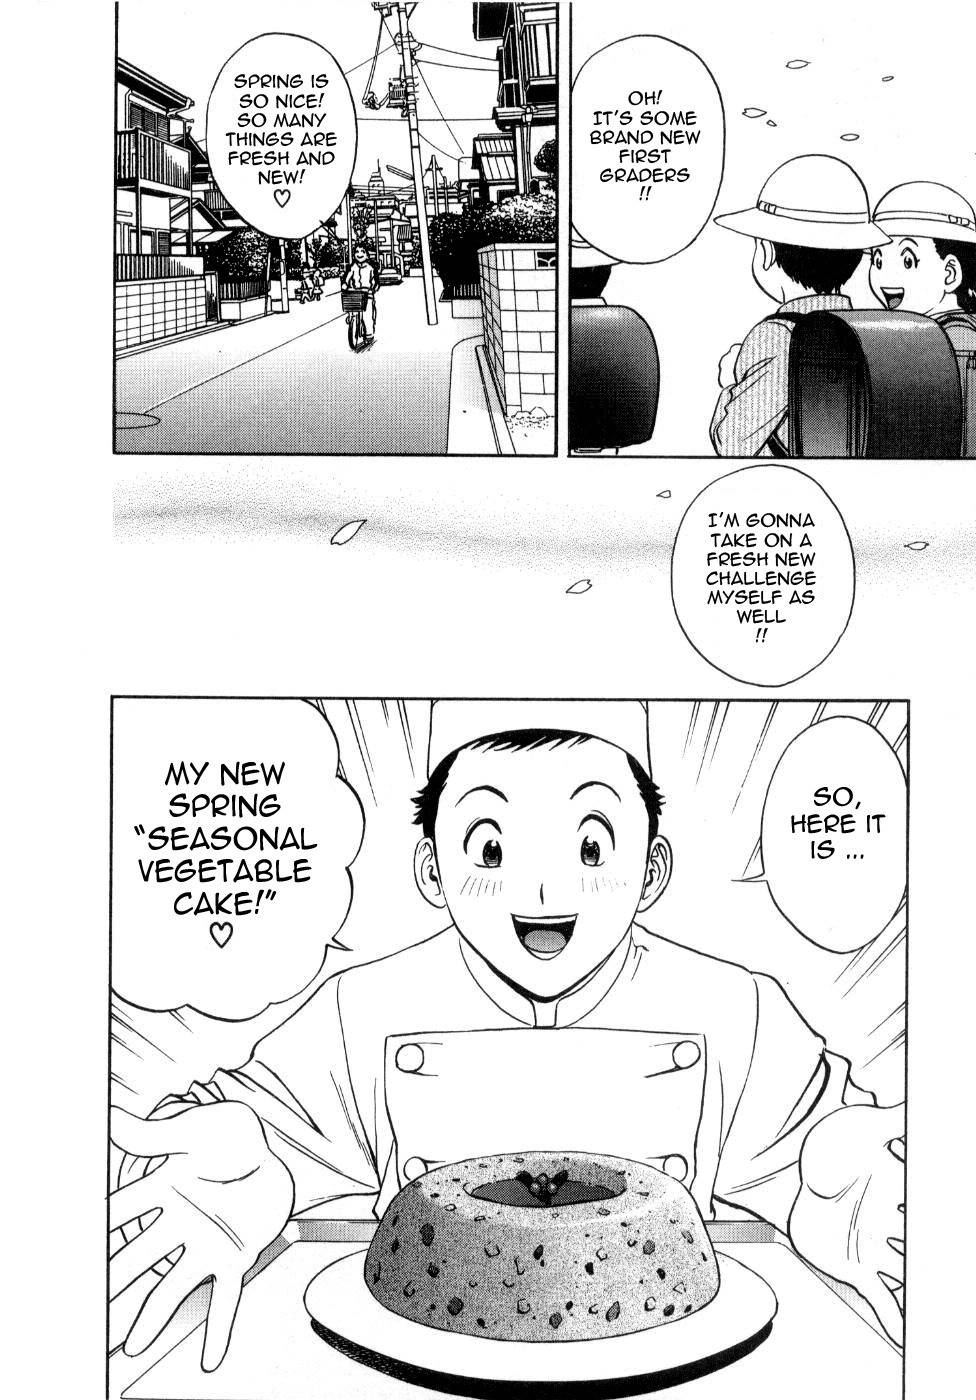 OH!
IT'S SOME
BRAND NEW
FIRST
GRADERS
!!
SPRING IS
SO NICE!
SO MANY
THINGS ARE
FRESH AND
NEW!
♡
I'M GONNA
TAKE ON A
FRESH NEW
CHALLENGE
MYSELF AS
WELL
!!
SO,
HERE IT
IS ...
MY NEW
SPRING
"SEASONAL
VEGETABLE
CAKE!"
♡